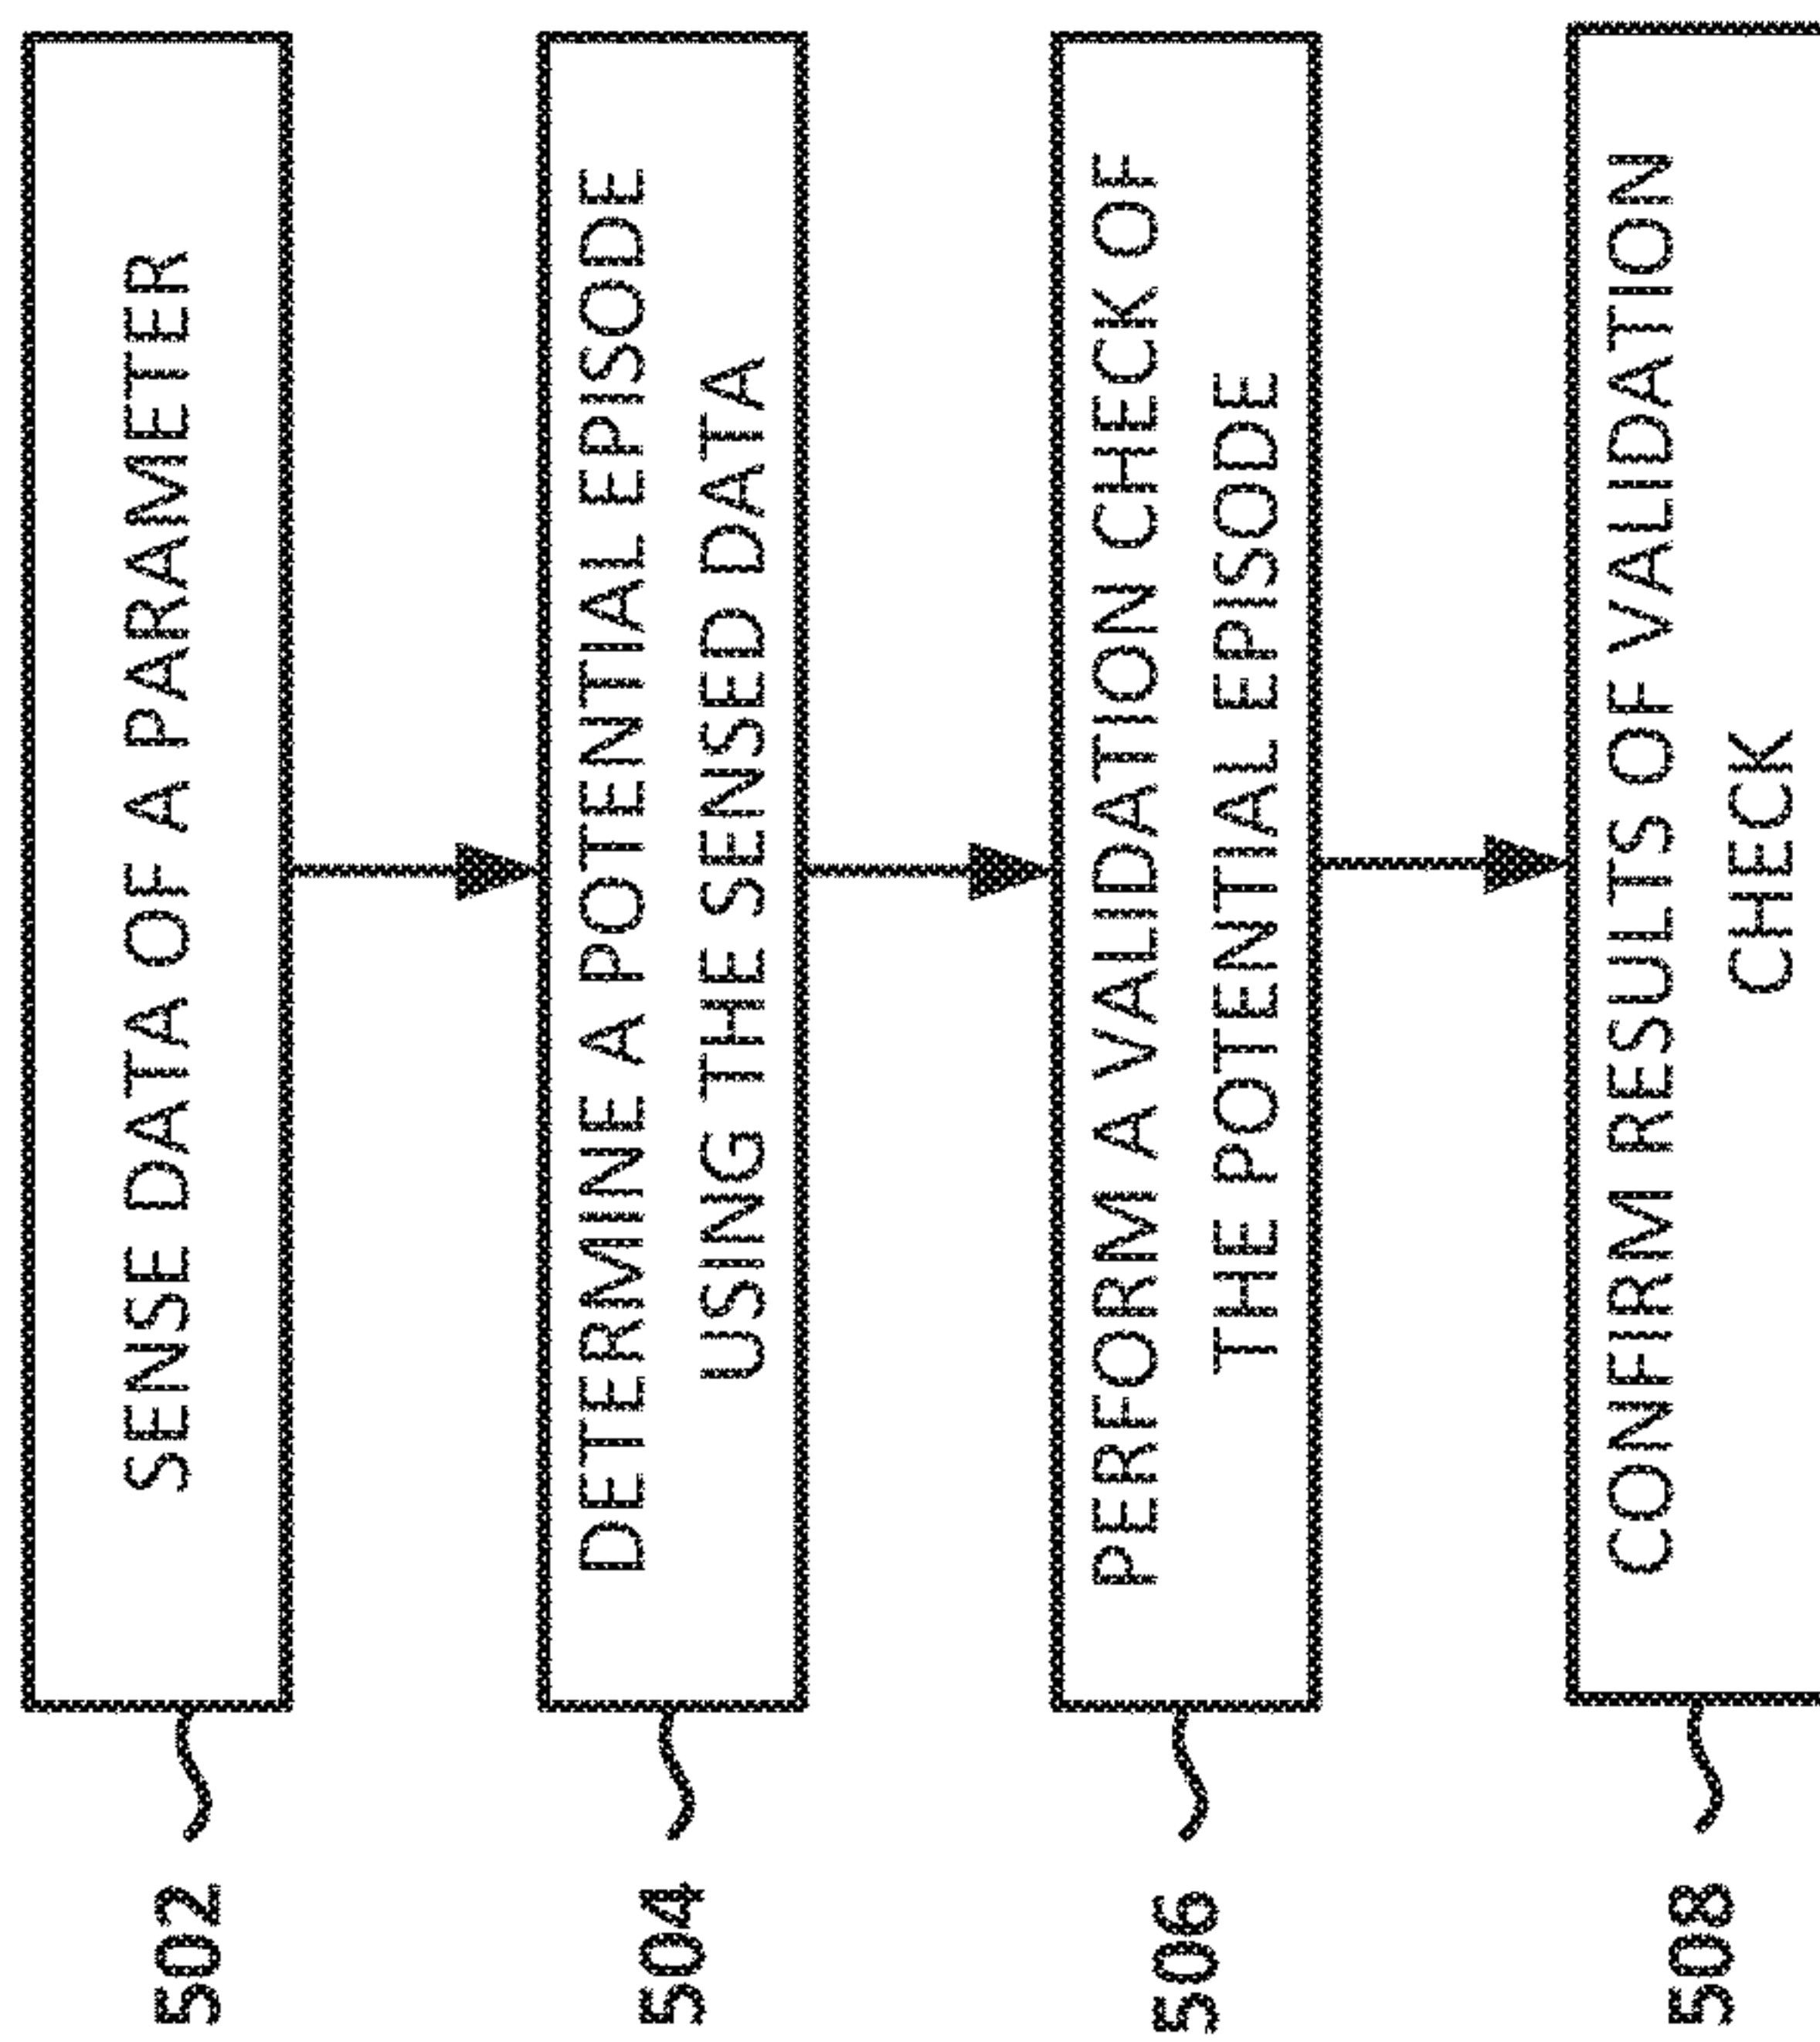 502
SENSE DATA OF A PARAMETER
504
DETERMINE A POTENTIAL EPISODE
USING THE SENSED DATA
506
PERFORM A VALIDATION CHECK OF
THE POTENTIAL EPISODE
508
CONFIRM RESULTS OF VALIDATION
CHECK